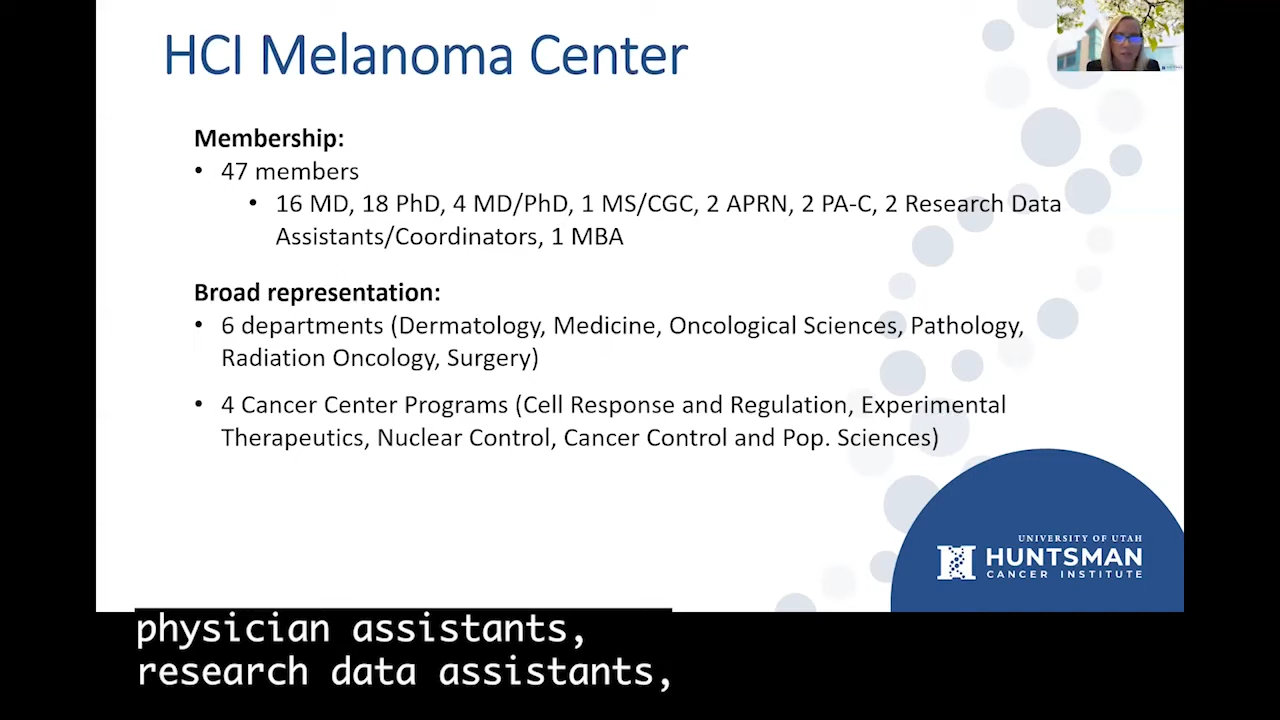 HCI Melanoma Center
Membership:
• 47 members
• 16 MD, 18 PhD, 4 MD/PhD, 1 MS/CGC, 2 APRN, 2 PA-C, 2 Research Data
Assistants/Coordinators, 1 MBA
Broad representation:
• 6 departments (Dermatology, Medicine, Oncological Sciences, Pathology,
Radiation Oncology, Surgery)
• 4 Cancer Center Programs (Cell Response and Regulation, Experimental
Therapeutics, Nuclear Control, Cancer Control and Pop. Sciences)
UNIVERSITY OF UTAH
HUNTSMAN
CANCER INSTITUTE
physician assistants,
research data assistants,